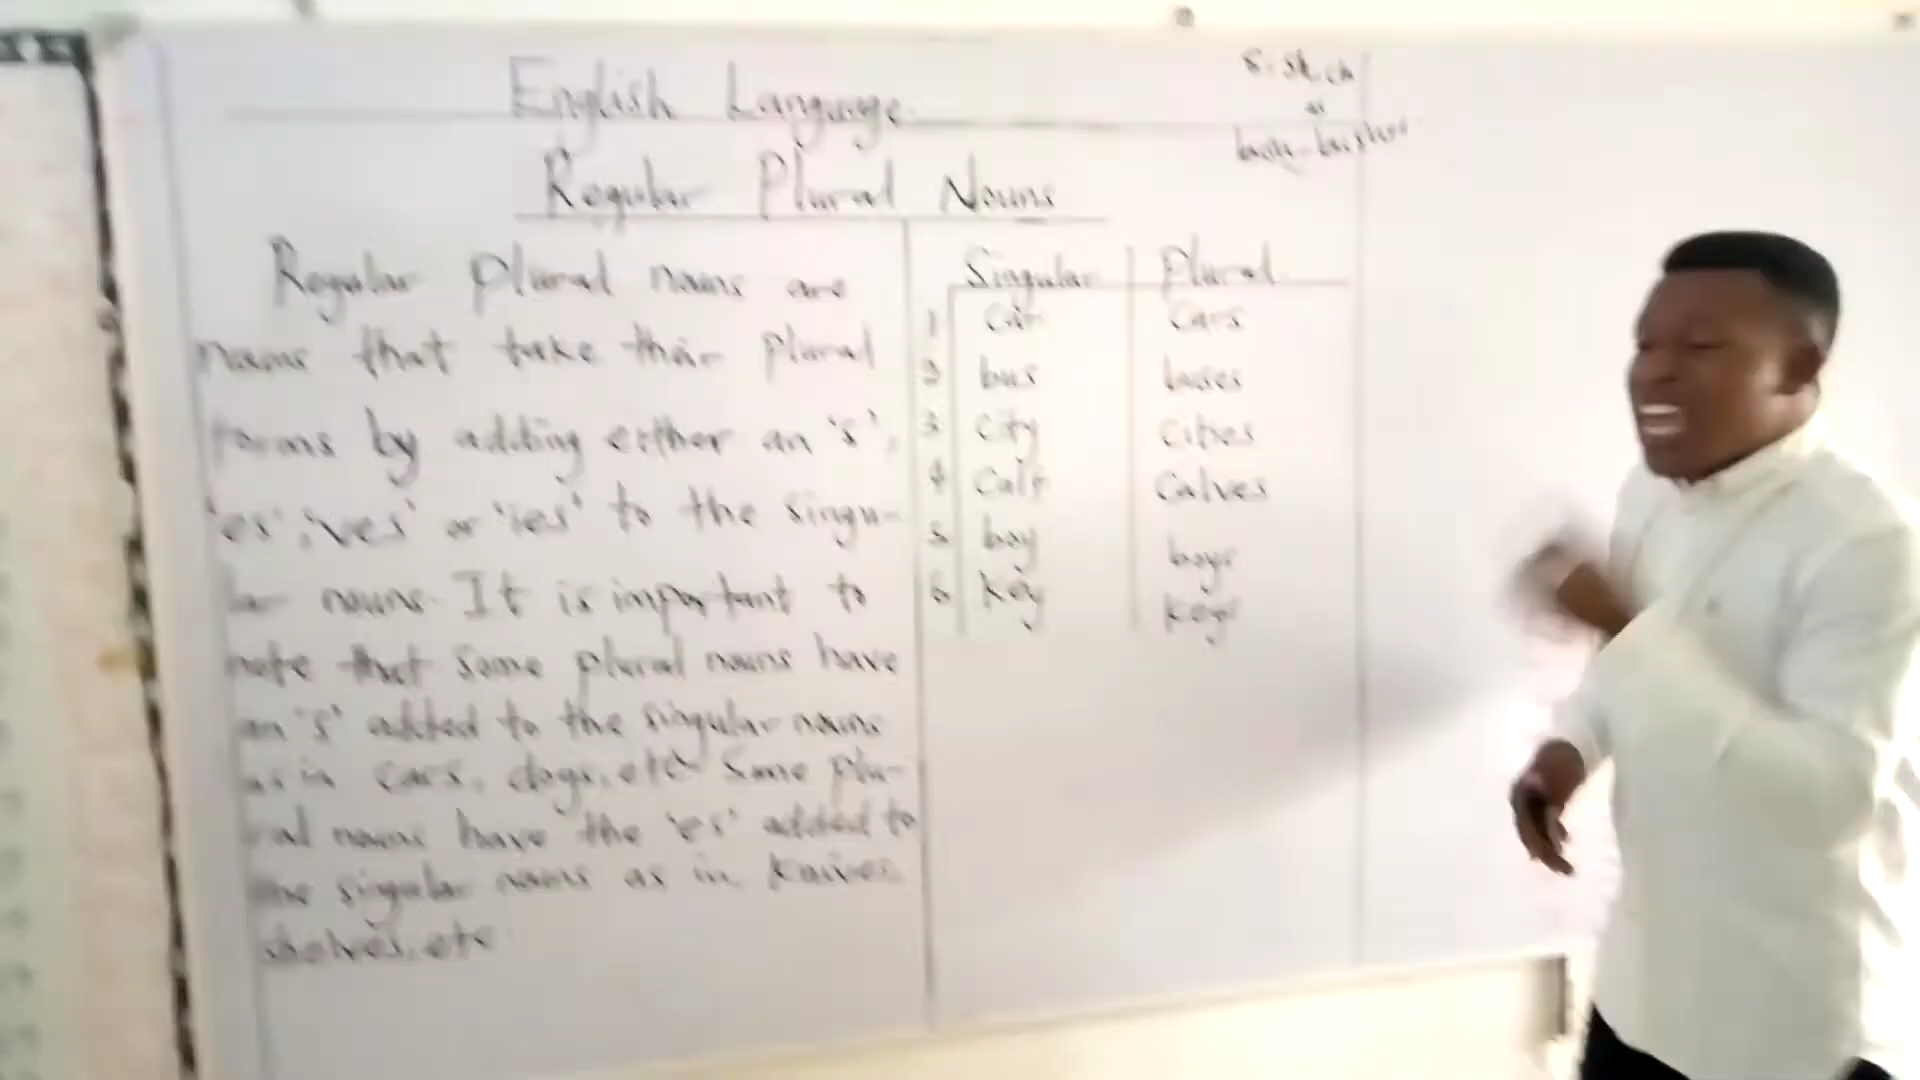 English Language
s. sh. ch
Regular Plural Nouns
Regular plural nouns are
nouns that take their plural
forms by adding either an 's',
'es', 'ves' or 'ies' to the singu-
lar nouns. It is important to
note that some plural nouns have
an 's' added to the singular nouns
as in cars, dogs, etc. Some plu-
ral nouns have the 'es' added to
the singular nouns as in knives,
shelves, etc
Singular Plural
1 Car Cars
2 bus buses
3 City Cities
4 Calf Calves
5 boy boys
6 Key Keys